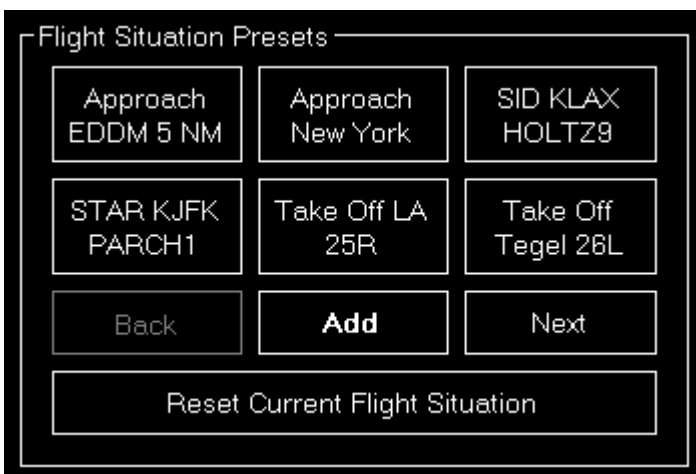 Flight Situation Presets
Approach
EDDM 5 NM
Approach
New York
SID KLAX
HOLTZ9
STAR KJFK
PARCH1
Take Off LA
25R
Take Off
Tegel 26L
Back
Add
Next
Reset Current Flight Situation